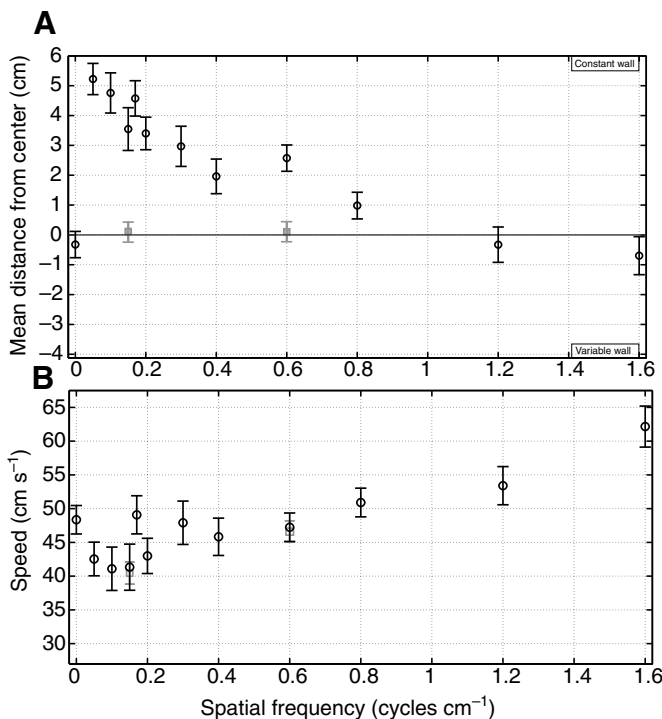 A
Mean distance from center (cm)
6
5
4
3
2
1
0
−1
−2
−3
−4
Constant wall
Variable wall
0 0.2 0.4 0.6 0.8 1 1.2 1.4 1.6
B
Speed (cm s⁻¹)
65
60
55
50
45
40
35
30
0 0.2 0.4 0.6 0.8 1 1.2 1.4 1.6
Spatial frequency (cycles cm⁻¹)